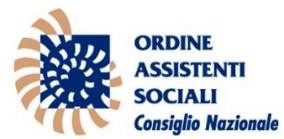 ORDINE
ASSISTENTI
SOCIALI
Consiglio Nazionale